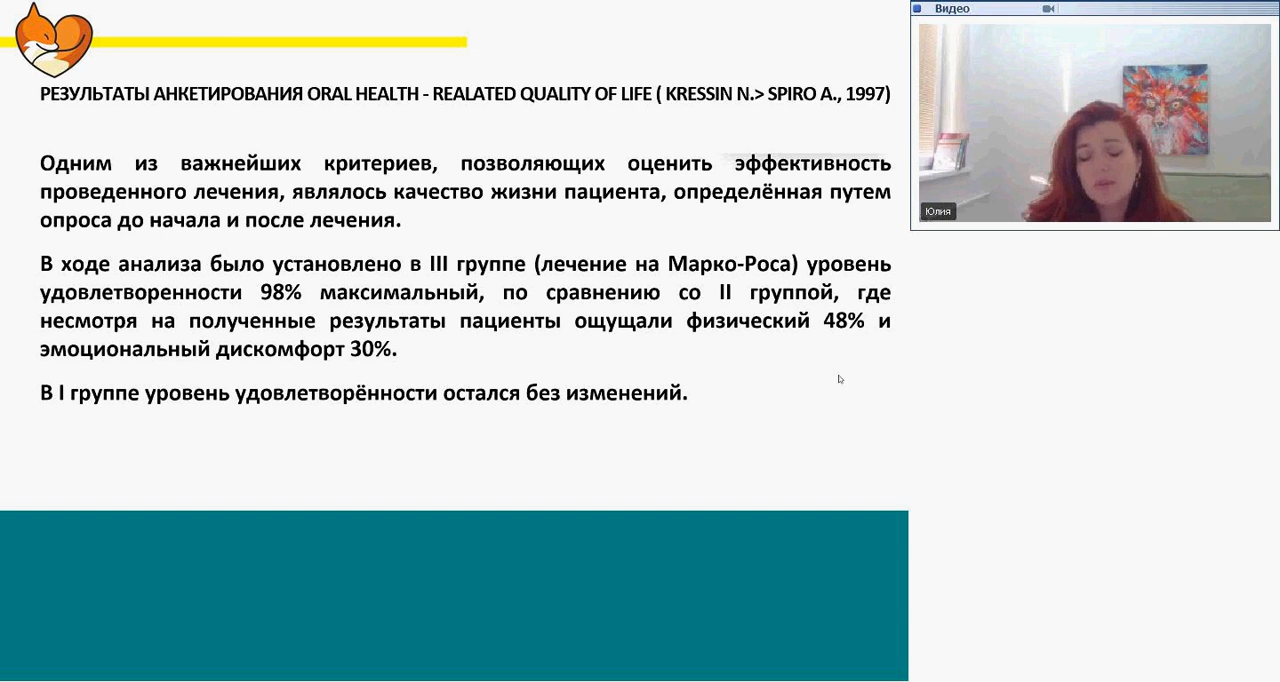 РЕЗУЛЬТАТЫ АНКЕТИРОВАНИЯ ORAL HEALTH - REALATED QUALITY OF LIFE ( KRESSIN N.> SPIRO A., 1997)
Одним из важнейших критериев, позволяющих оценить эффективность
проведенного лечения, являлось качество жизни пациента, определённая путем
опроса до начала и после лечения.
В ходе анализа было установлено в III группе (лечение на Марко-Роса) уровень
удовлетворенности 98% максимальный, по сравнению со II группой, где
несмотря на полученные результаты пациенты ощущали физический 48% и
эмоциональный дискомфорт 30%.
В I группе уровень удовлетворённости остался без изменений.
Видео
Юлия